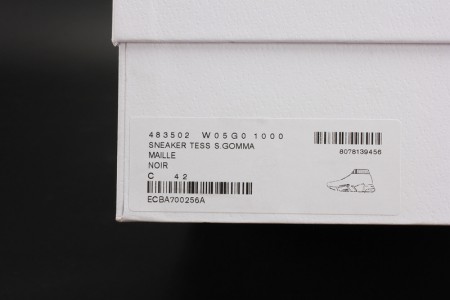 483502 W05G0 1000
SNEAKER TESS S.GOMMA
MAILLE
NOIR
C 42
ECBA700256A
8078139456